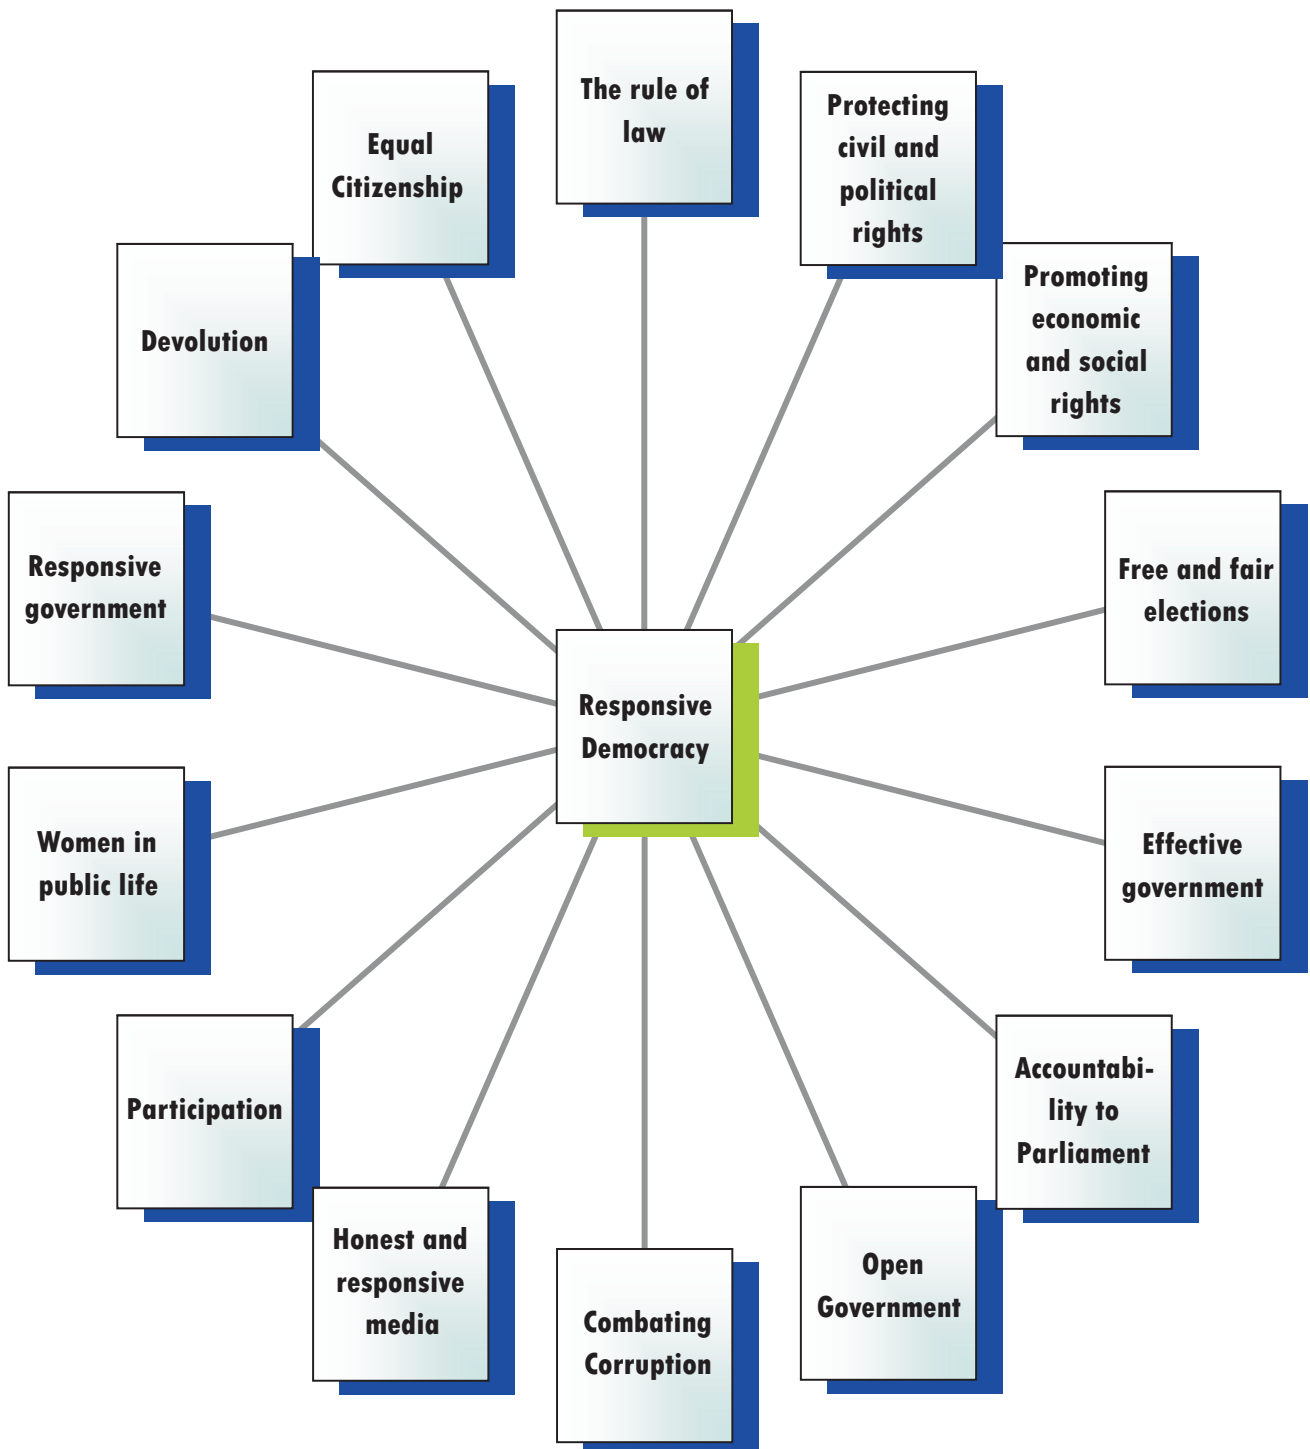 The rule of
law
Protecting
civil and
political
rights
Promoting
economic
and social
rights
Free and fair
elections
Effective
government
Accountabi-
lity to
Parliament
Open
Government
Combating
Corruption
Honest and
responsive
media
Participation
Women in
public life
Responsive
government
Devolution
Equal
Citizenship
Responsive
Democracy